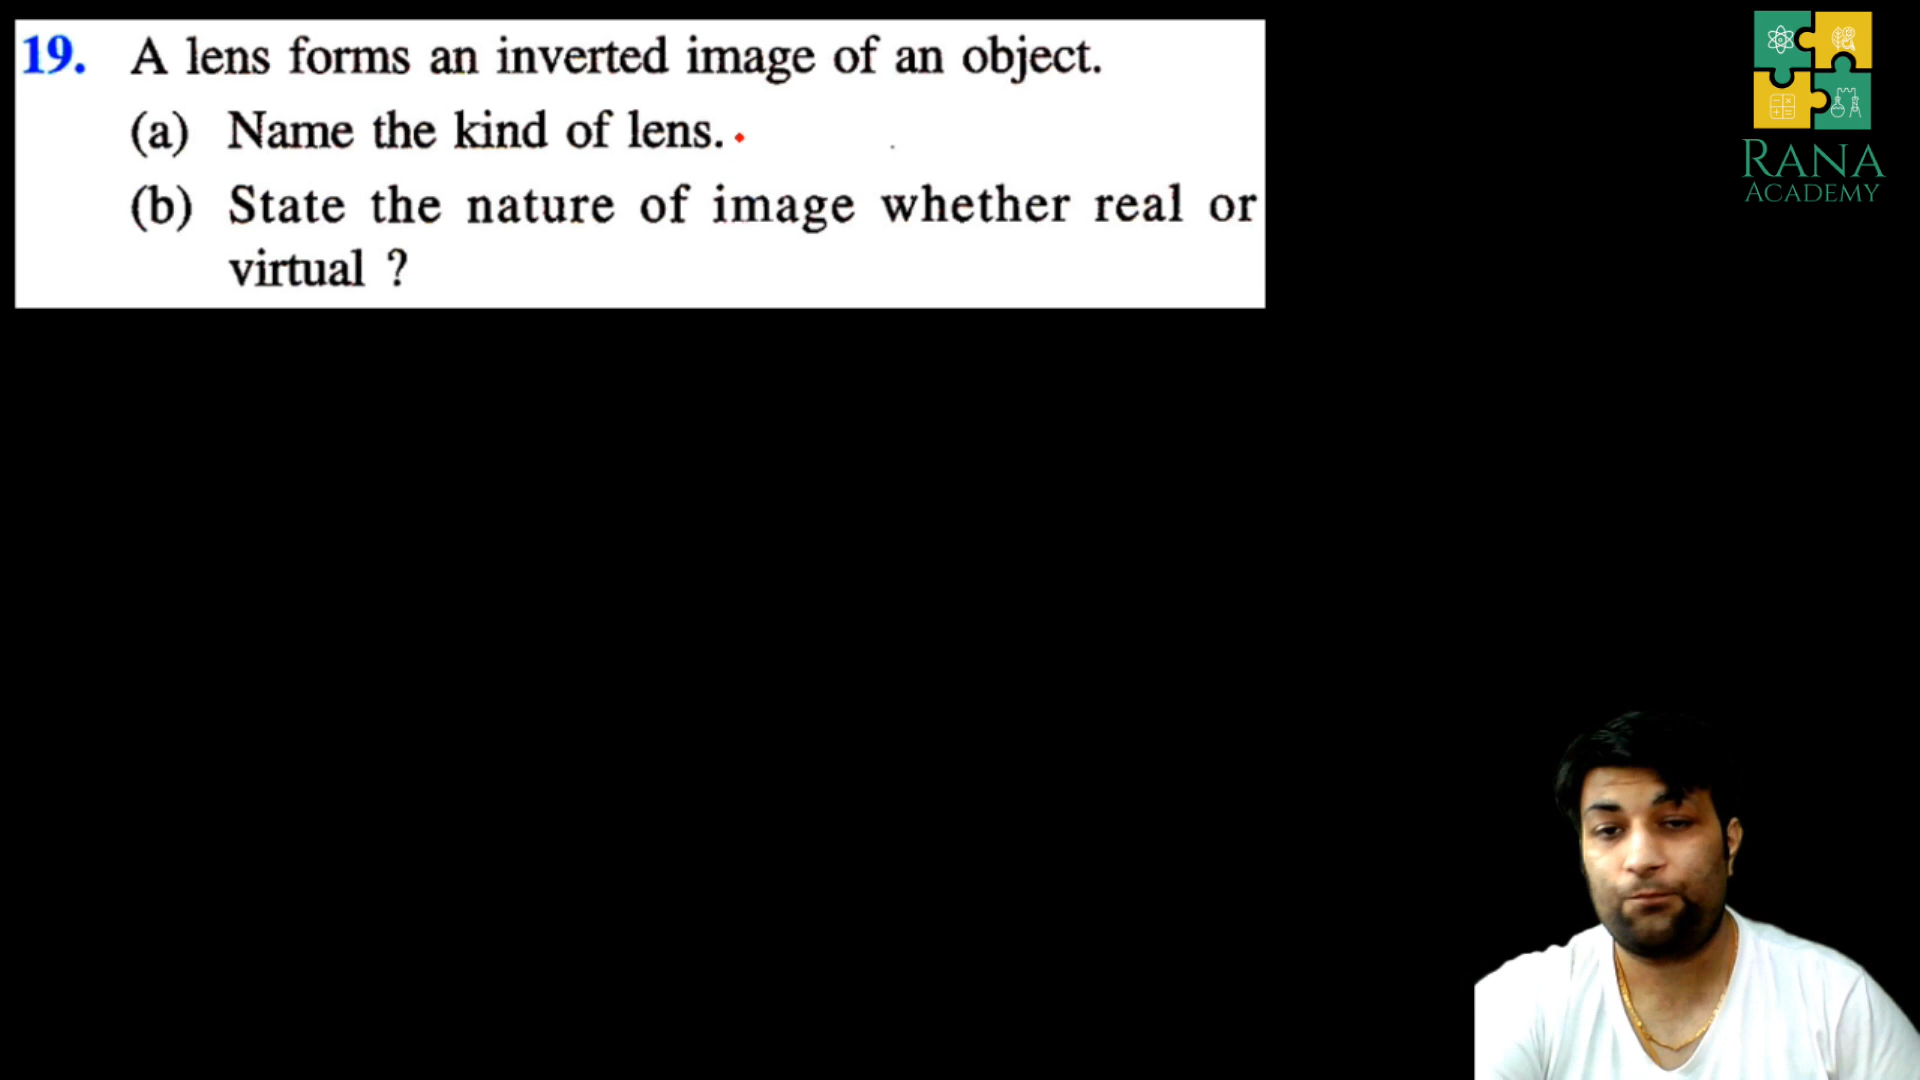 19. A lens forms an inverted image of an object.
(a) Name the kind of lens.
(b) State the nature of image whether real or
virtual ?
RANA
ACADEMY